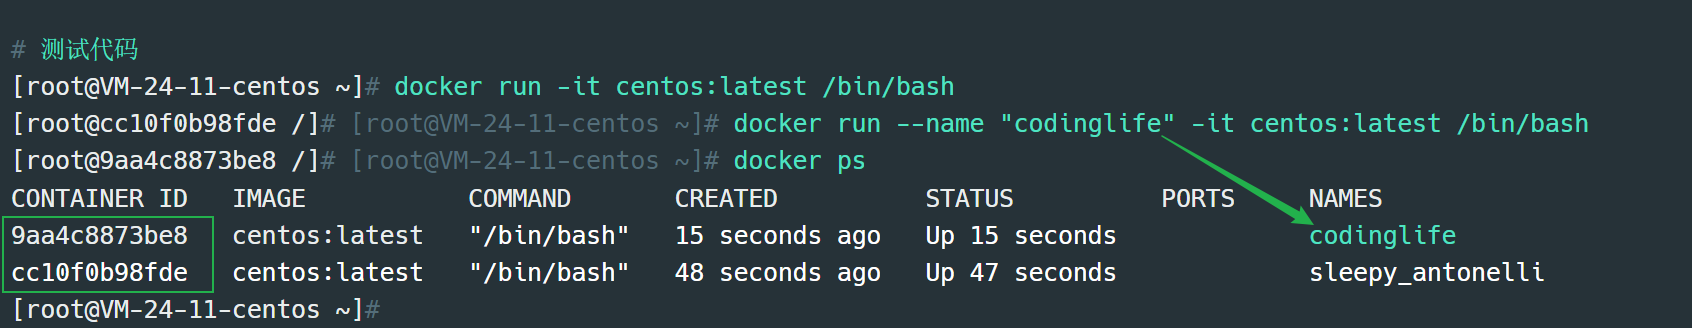 # 测试代码
[root@VM-24-11-centos ~]# docker run -it centos:latest /bin/bash
[root@cc10f0b98fde /]# [root@VM-24-11-centos ~]# docker run --name "codinglife" -it centos:latest /bin/bash
[root@9aa4c8873be8 /]# [root@VM-24-11-centos ~]# docker ps
CONTAINER ID   IMAGE           COMMAND       CREATED          STATUS          PORTS     NAMES
9aa4c8873be8   centos:latest   "/bin/bash"   15 seconds ago   Up 15 seconds             codinglife
cc10f0b98fde   centos:latest   "/bin/bash"   48 seconds ago   Up 47 seconds             sleepy_antonelli
[root@VM-24-11-centos ~]#